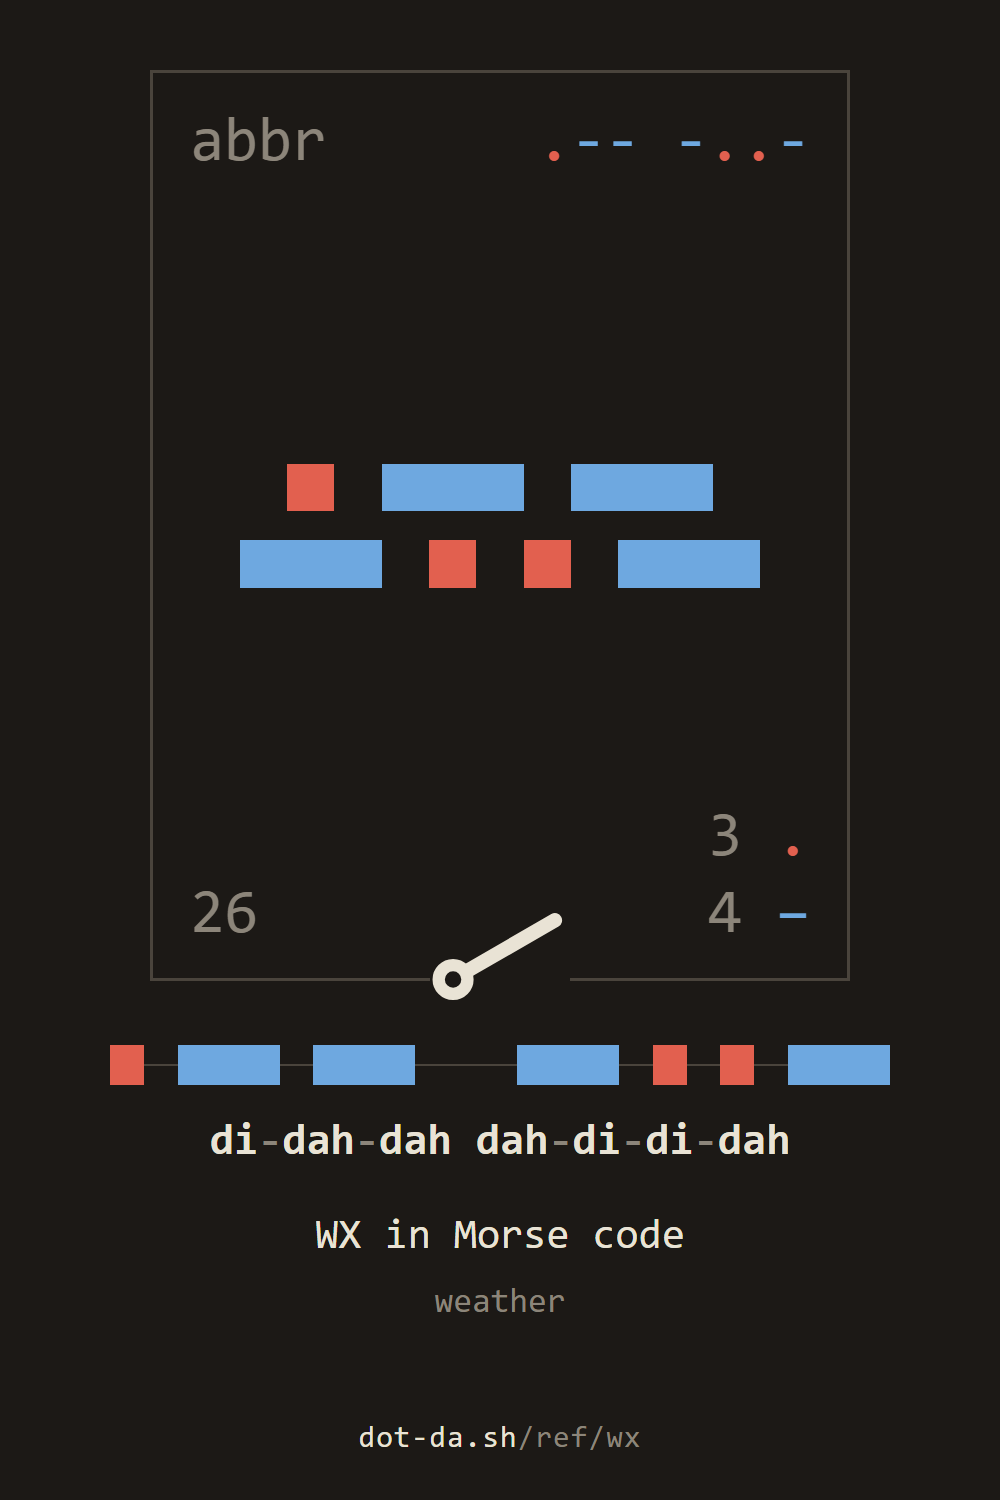 abbr .-- -..-
3 .
26 4 -
di-dah-dah dah-di-di-dah
WX in Morse code
weather
dot-da.sh/ref/wx